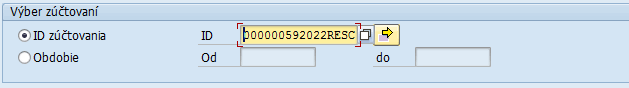 Výber zúčtovaní
ID zúčtovania ID 000000592022RESC
Obdobie Od do